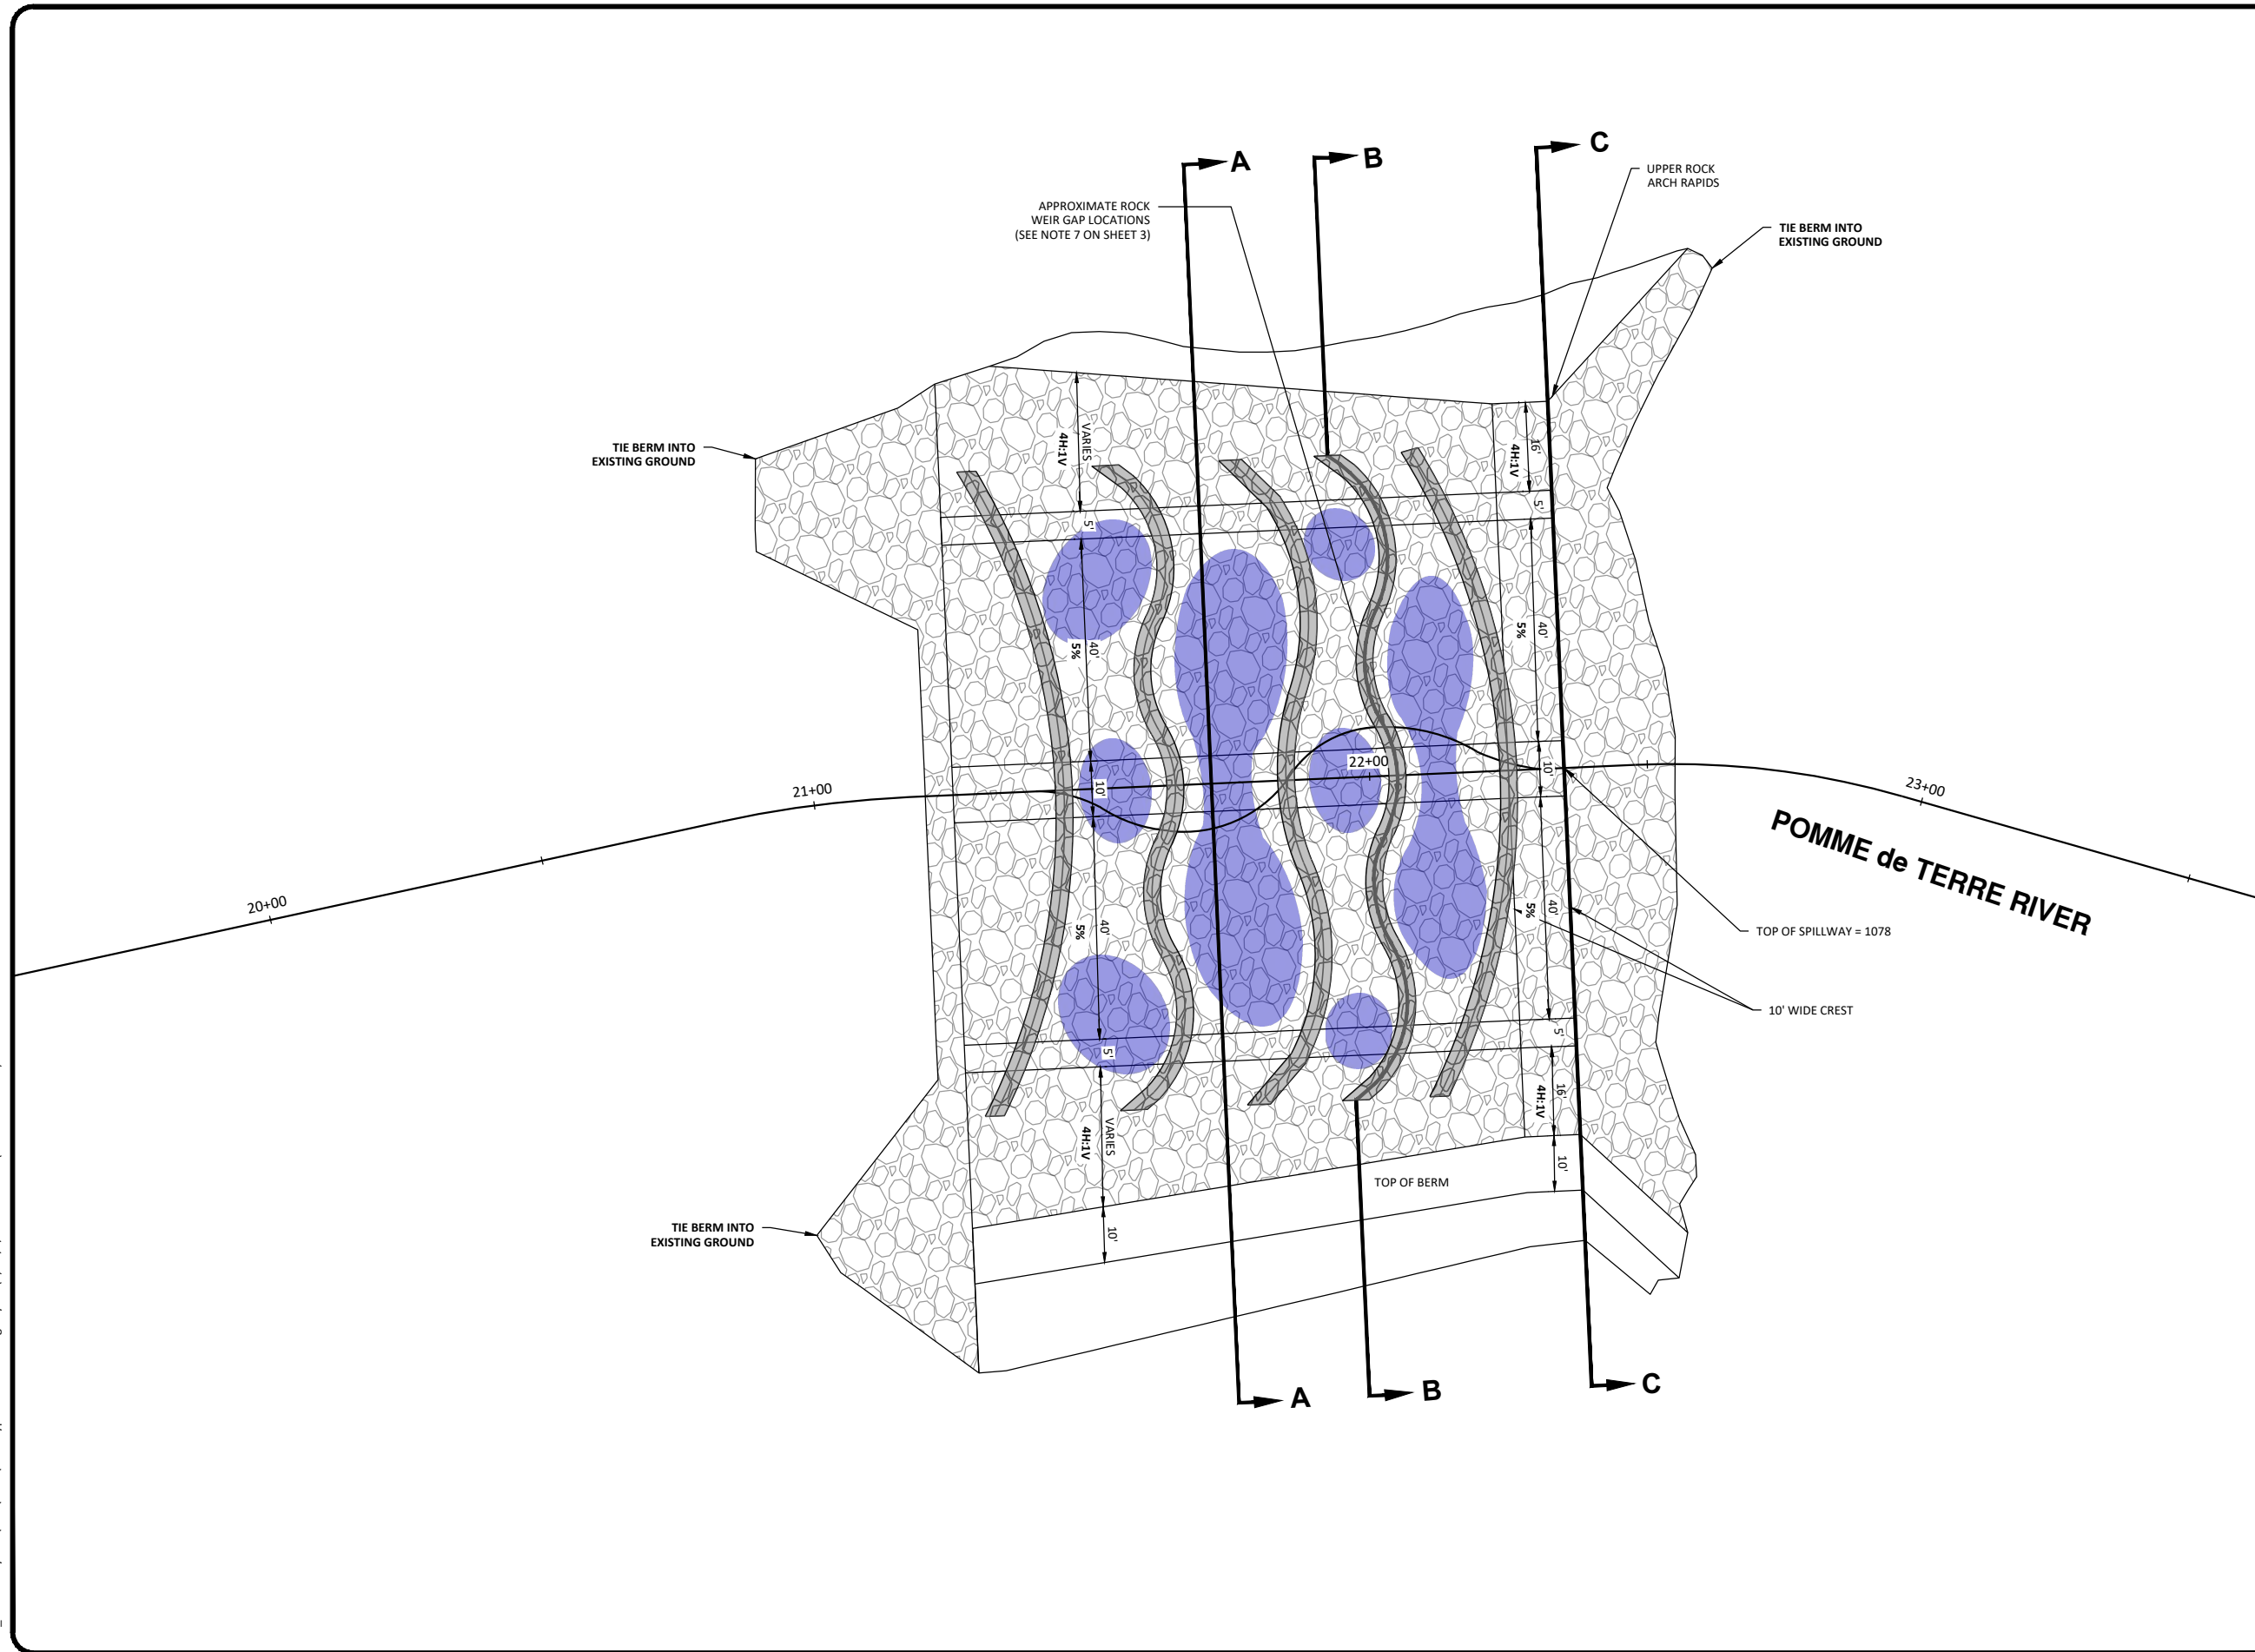 A
B
C
UPPER ROCK
ARCH RAPIDS
APPROXIMATE ROCK
WEIR GAP LOCATIONS
(SEE NOTE 7 ON SHEET 3)
TIE BERM INTO
EXISTING GROUND
TIE BERM INTO
EXISTING GROUND
VARIES
4H:1V
16'
4H:1V
5'
5'
40'
5%
40'
5%
22+00
10'
10'
21+00
23+00
POMME de TERRE RIVER
20+00
40'
5%
40'
5%
TOP OF SPILLWAY = 1078
10' WIDE CREST
5'
5'
16'
4H:1V
VARIES
4H:1V
10'
TOP OF BERM
10'
TIE BERM INTO
EXISTING GROUND
A
B
C